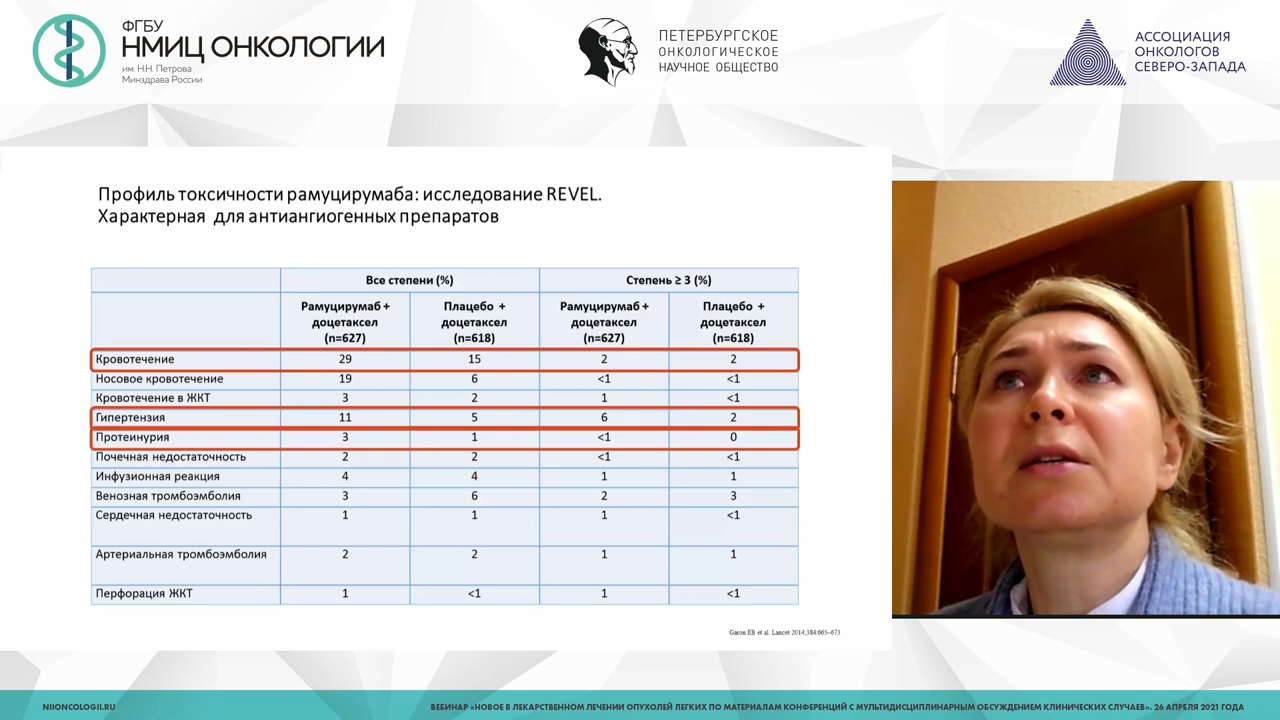 ФГБУ
НМИЦ ОНКОЛОГИИ
им. Н.Н. Петрова
Минздрава России
ПЕТЕРБУРГСКОЕ
ОНКОЛОГИЧЕСКОЕ
НАУЧНОЕ ОБЩЕСТВО
АССОЦИАЦИЯ
ОНКОЛОГОВ
СЕВЕРО-ЗАПАДА
Профиль токсичности рамуцирумаба: исследование REVEL.
Характерная для антиангиогенных препаратов
Все степени (%) Степень ≥ 3 (%)
Рамуцирумаб + Плацебо + Рамуцирумаб + Плацебо +
доцетаксел доцетаксел доцетаксел доцетаксел
(n=627) (n=618) (n=627) (n=618)
Кровотечение 29 15 2 2
Носовое кровотечение 19 6 <1 <1
Кровотечение в ЖКТ 3 2 1 <1
Гипертензия 11 5 6 2
Протеинурия 3 1 <1 0
Почечная недостаточность 2 2 <1 <1
Инфузионная реакция 4 4 1 1
Венозная тромбоэмболия 3 6 2 3
Сердечная недостаточность 1 1 1 <1
Артериальная тромбоэмболия 2 2 1 1
Перфорация ЖКТ 1 <1 1 <1
Garon EB et al. Lancet 2014;384:665–673
NIIONCOLOGII.RU
ВЕБИНАР «НОВОЕ В ЛЕКАРСТВЕННОМ ЛЕЧЕНИИ ОПУХОЛЕЙ ЛЕГКИХ ПО МАТЕРИАЛАМ КОНФЕРЕНЦИЙ С МУЛЬТИДИСЦИПЛИНАРНЫМ ОБСУЖДЕНИЕМ КЛИНИЧЕСКИХ СЛУЧАЕВ». 26 АПРЕЛЯ 2021 ГОДА